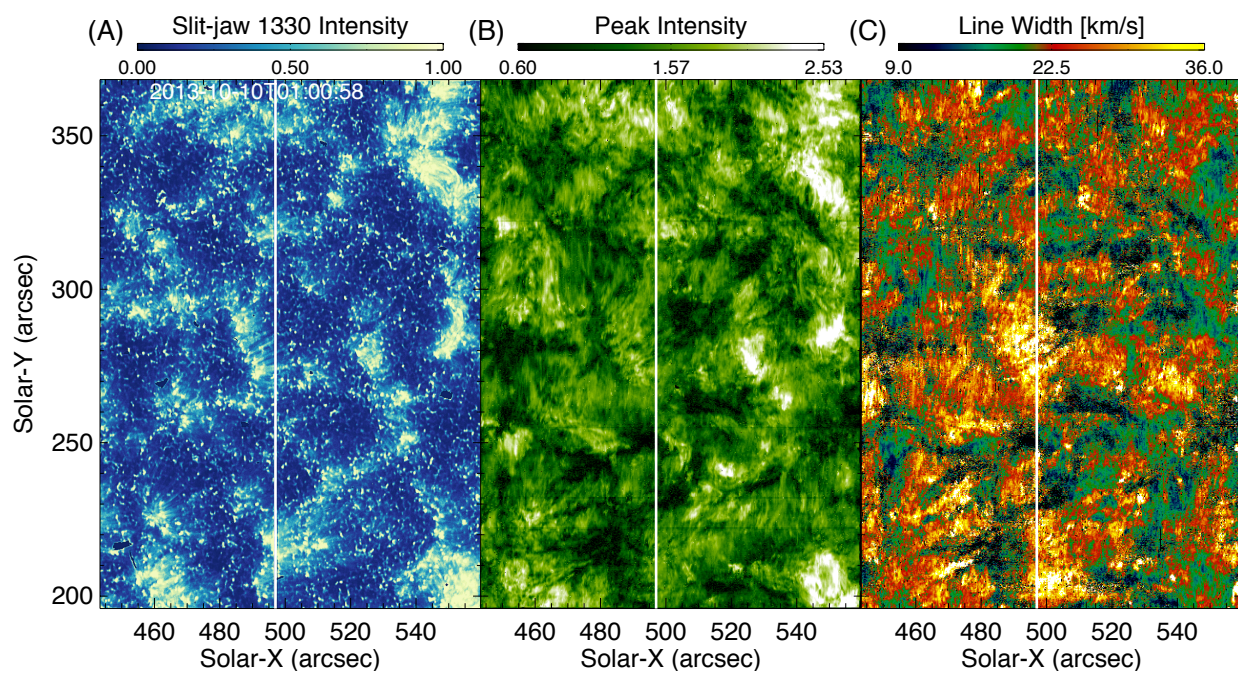 (A) Slit-jaw 1330 Intensity
0.00 0.50 1.00
(B) Peak Intensity
0.60 1.57 2.53
(C) Line Width [km/s]
9.0 22.5 36.0
2013-10-10T01:00:58
Solar-Y (arcsec)
350
300
250
200
460 480 500 520 540
Solar-X (arcsec)
460 480 500 520 540
Solar-X (arcsec)
460 480 500 520 540
Solar-X (arcsec)